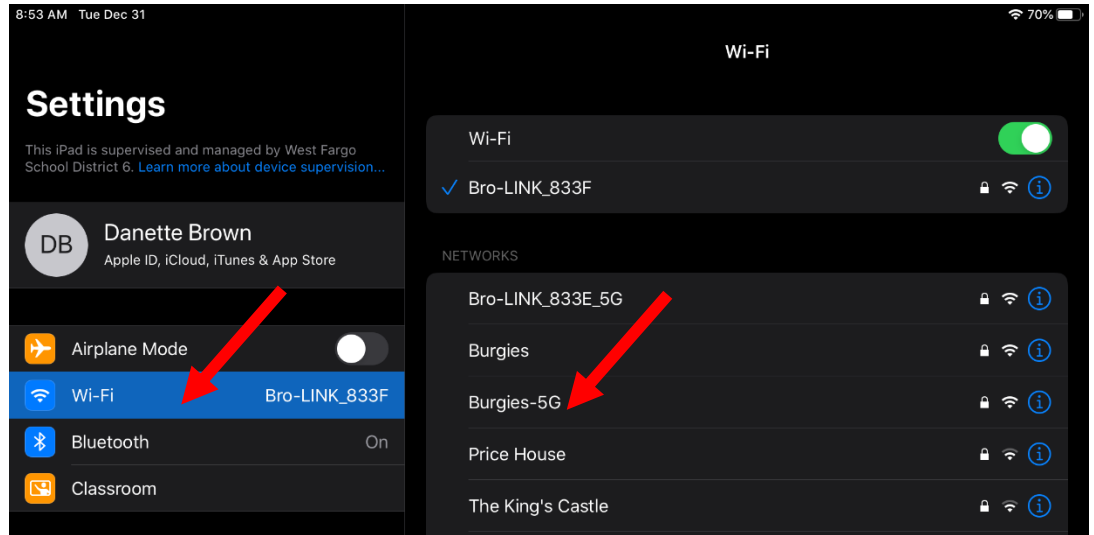 8:53 AM Tue Dec 31
70%
Settings
This iPad is supervised and managed by West Fargo
School District 6. Learn more about device supervision...
DB
Danette Brown
Apple ID, iCloud, iTunes & App Store
Airplane Mode
Wi-Fi Bro-LINK_833F
Bluetooth On
Classroom
Wi-Fi
Wi-Fi
Bro-LINK_833F
NETWORKS
Bro-LINK_833E_5G
Burgies
Burgies-5G
Price House
The King's Castle